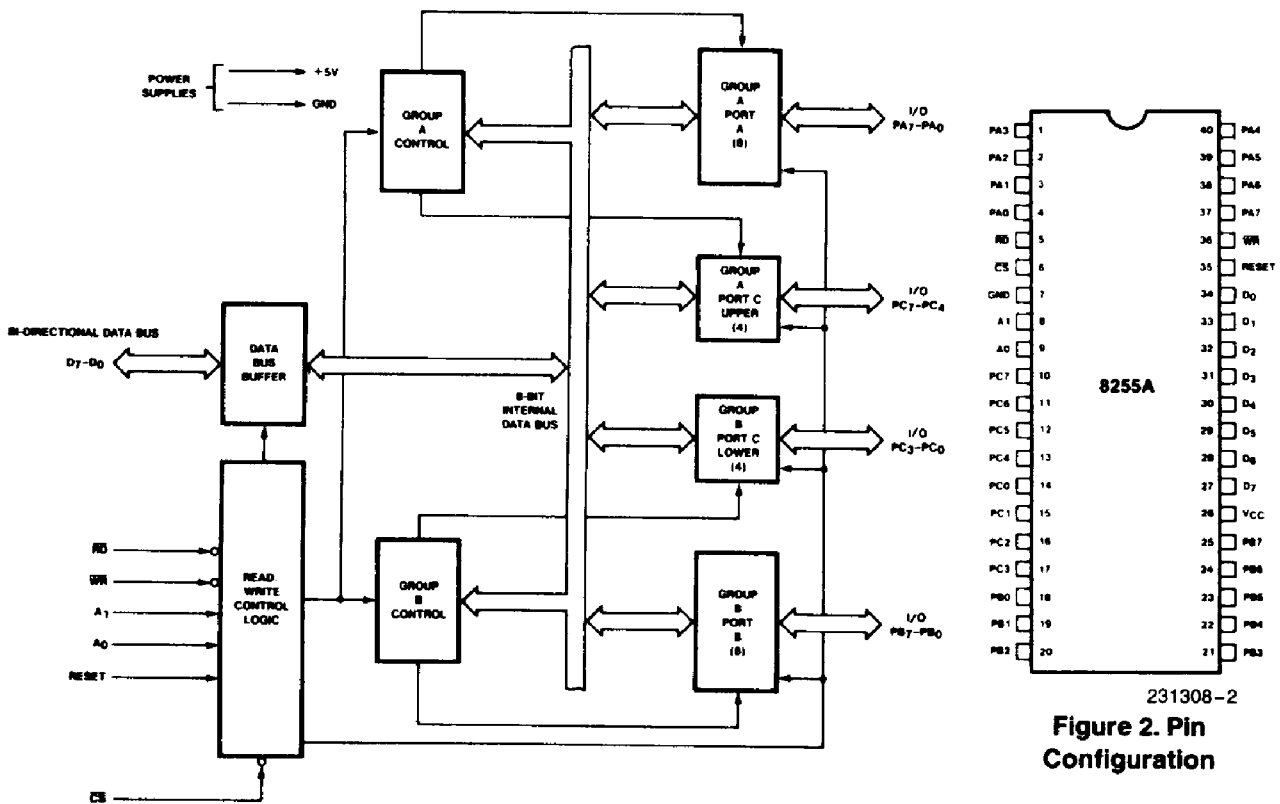 POWER
SUPPLIES
+5V
GND
GROUP
A
CONTROL
GROUP
A
PORT
A
(8)
I/O
PA7-PA0
GROUP
A
PORT C
UPPER
(4)
I/O
PC7-PC4
BI-DIRECTIONAL DATA BUS
D7-D0
DATA
BUS
BUFFER
8-BIT
INTERNAL
DATA BUS
GROUP
B
PORT C
LOWER
(4)
I/O
PC3-PC0
RD
WR
A1
A0
RESET
READ
WRITE
CONTROL
LOGIC
CS
GROUP
B
CONTROL
GROUP
B
PORT
B
(8)
I/O
PB7-PB0
PA3 1 40 PA4
PA2 2 39 PA5
PA1 3 38 PA6
PA0 4 37 PA7
RD 5 36 WR
CS 6 35 RESET
GND 7 34 D0
A1 8 33 D1
A0 9 32 D2
PC7 10 31 D3
PC6 11 30 D4
PC5 12 29 D5
PC4 13 28 D6
PC0 14 27 D7
PC1 15 26 VCC
PC2 16 25 PB7
PC3 17 24 PB6
PB0 18 23 PB5
PB1 19 22 PB4
PB2 20 21 PB3
8255A
231308-2
Figure 2. Pin
Configuration